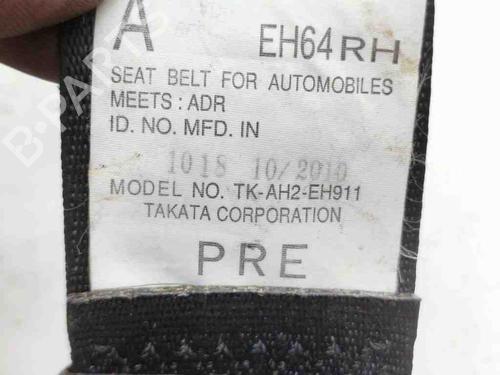 A EH64RH
SEAT BELT FOR AUTOMOBILES
MEETS : ADR
ID. NO. MFD. IN
1018 10/2010
MODEL NO. TK-AH2-EH911
TAKATA CORPORATION
PRE
B-PARTS